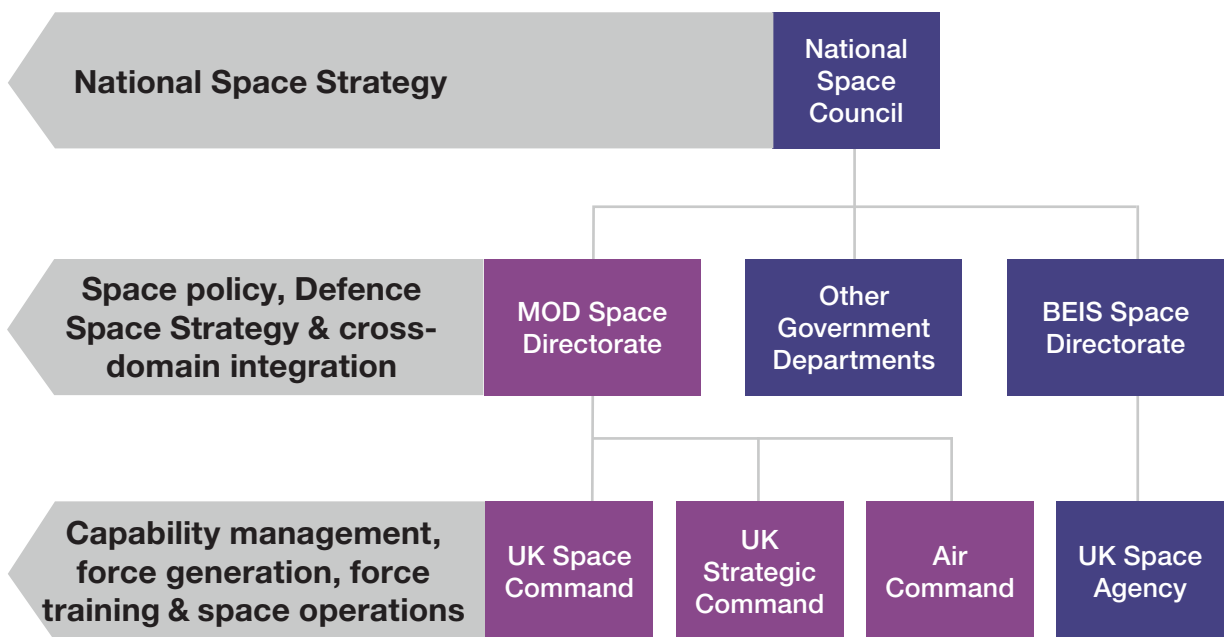 National Space Strategy
National
Space
Council
Space policy, Defence
Space Strategy & cross-
domain integration
MOD Space
Directorate
Other
Government
Departments
BEIS Space
Directorate
Capability management,
force generation, force
training & space operations
UK Space
Command
UK
Strategic
Command
Air
Command
UK Space
Agency